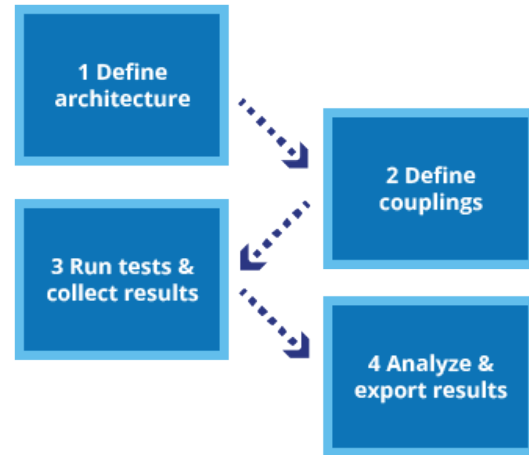 1 Define
architecture
2 Define
couplings
3 Run tests &
collect results
4 Analyze &
export results